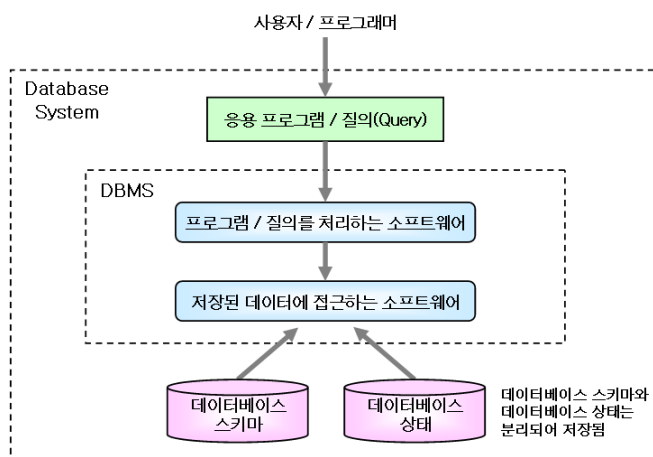 사용자 / 프로그래머
Database
System
응용 프로그램 / 질의(Query)
DBMS
프로그램 / 질의를 처리하는 소프트웨어
저장된 데이터에 접근하는 소프트웨어
데이터베이스
스키마
데이터베이스
상태
데이터베이스 스키마와
데이터베이스 상태는
분리되어 저장됨